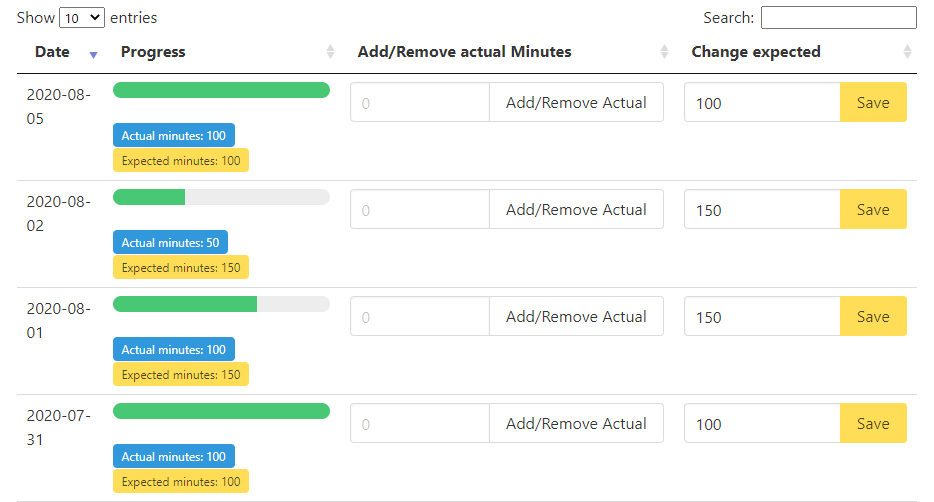 Show 10 entries Search:
Date Progress Add/Remove actual Minutes Change expected
2020-08-
05
0 Add/Remove Actual 100 Save
Actual minutes: 100
Expected minutes: 100
2020-08-
02
0 Add/Remove Actual 150 Save
Actual minutes: 50
Expected minutes: 150
2020-08-
01
0 Add/Remove Actual 150 Save
Actual minutes: 100
Expected minutes: 150
2020-07-
31
0 Add/Remove Actual 100 Save
Actual minutes: 100
Expected minutes: 100